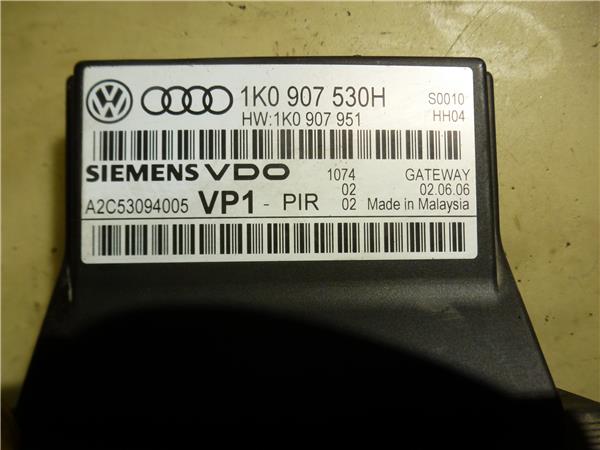 1K0 907 530H S0010
HW:1K0 907 951 HH04
SIEMENS VDO 1074 GATEWAY
02 02.06.06
A2C53094005 VP1 - PIR 02 Made in Malaysia